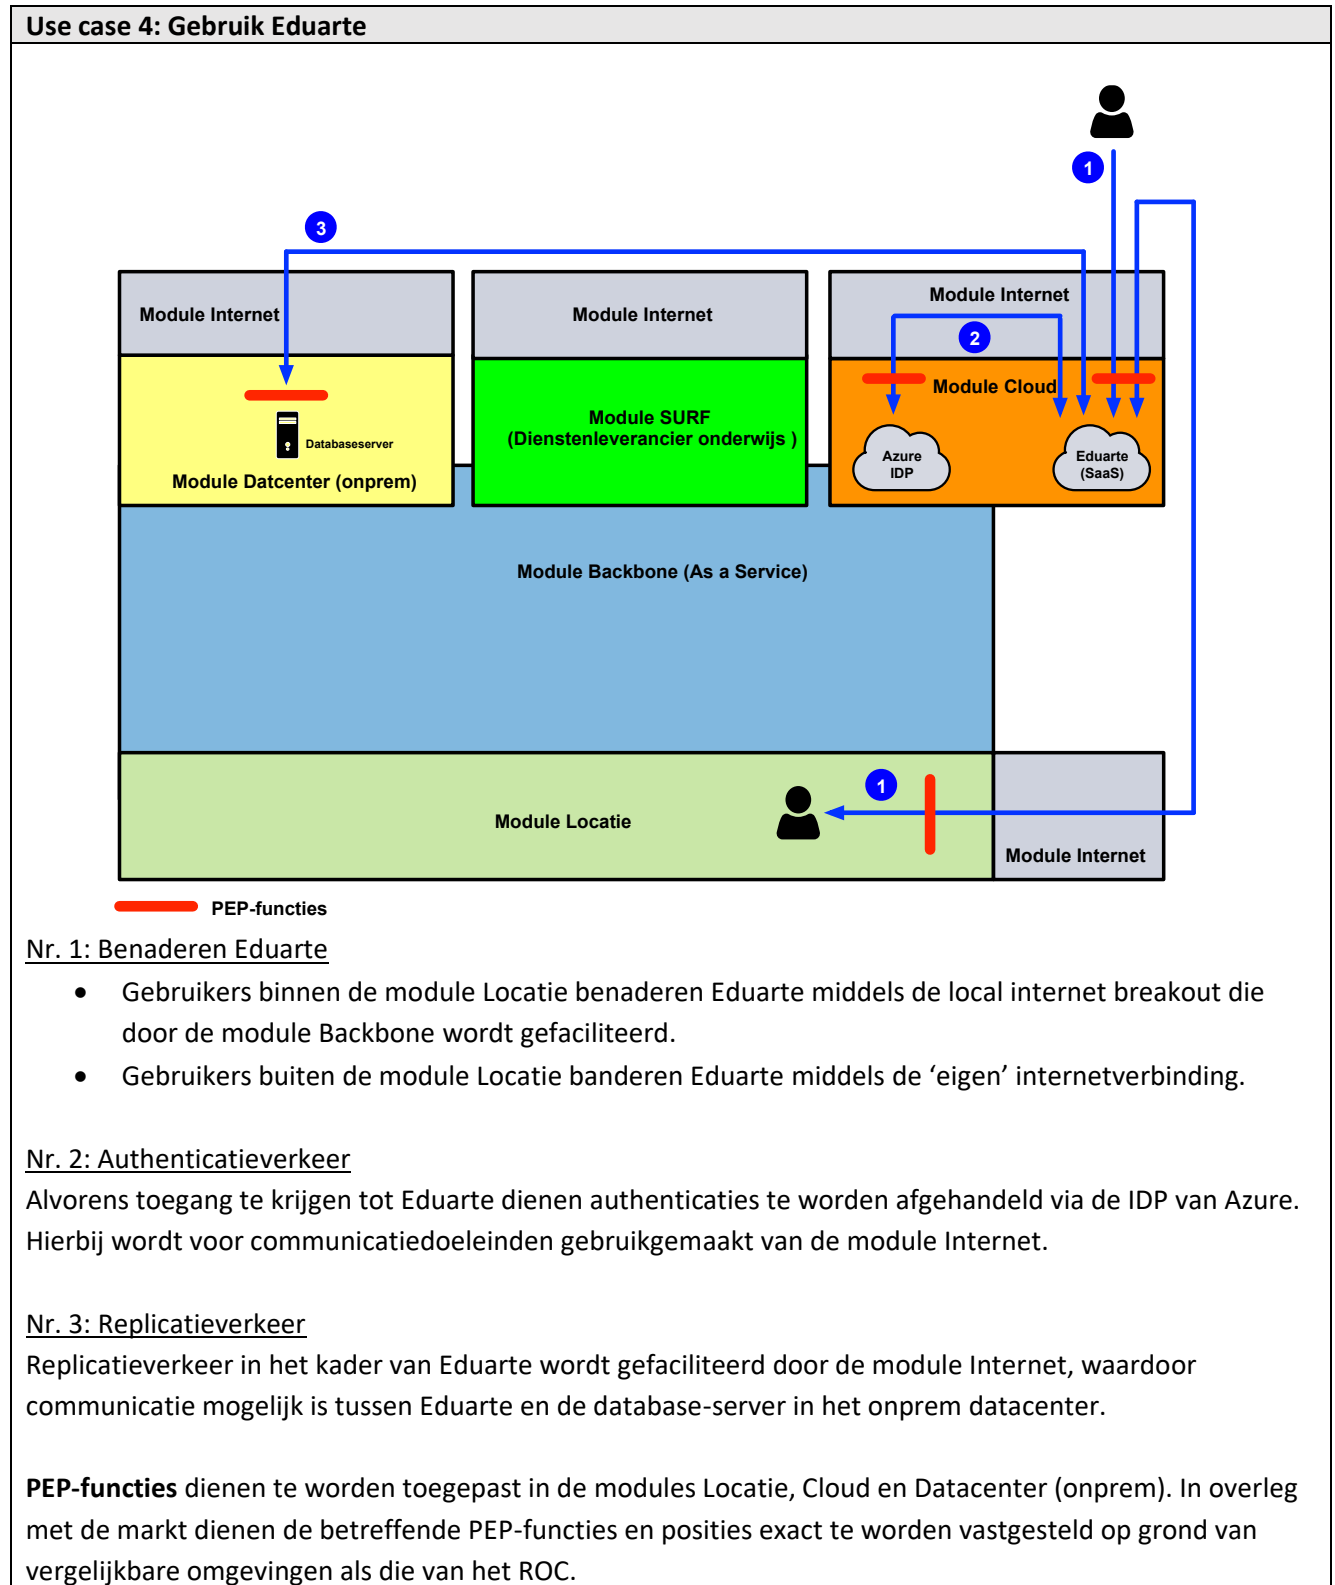 Use case 4: Gebruik Eduarte
1
3
Module Internet
Module Internet
Module Internet
2
Module Cloud
Module SURF
(Dienstenleverancier onderwijs )
Databaseserver
Azure
IDP
Eduarte
(SaaS)
Module Datcenter (onprem)
Module Backbone (As a Service)
1
Module Locatie
Module Internet
PEP-functies
Nr. 1: Benaderen Eduarte
• Gebruikers binnen de module Locatie benaderen Eduarte middels de local internet breakout die
door de module Backbone wordt gefaciliteerd.
• Gebruikers buiten de module Locatie banderen Eduarte middels de ‘eigen’ internetverbinding.
Nr. 2: Authenticatieverkeer
Alvorens toegang te krijgen tot Eduarte dienen authenticaties te worden afgehandeld via de IDP van Azure.
Hierbij wordt voor communicatiedoeleinden gebruikgemaakt van de module Internet.
Nr. 3: Replicatieverkeer
Replicatieverkeer in het kader van Eduarte wordt gefaciliteerd door de module Internet, waardoor
communicatie mogelijk is tussen Eduarte en de database-server in het onprem datacenter.
PEP-functies dienen te worden toegepast in de modules Locatie, Cloud en Datacenter (onprem). In overleg
met de markt dienen de betreffende PEP-functies en posities exact te worden vastgesteld op grond van
vergelijkbare omgevingen als die van het ROC.